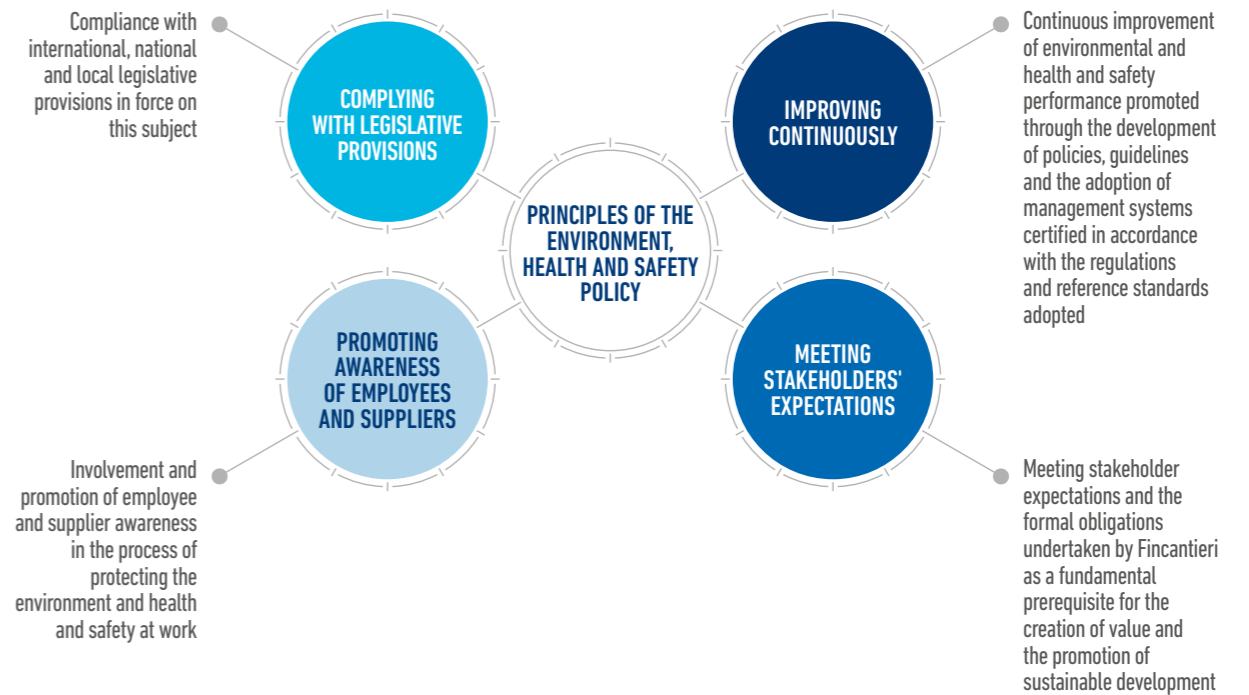 Compliance with
international, national
and local legislative
provisions in force on
this subject
COMPLYING
WITH LEGISLATIVE
PROVISIONS
IMPROVING
CONTINUOUSLY
Continuous improvement
of environmental and
health and safety
performance promoted
through the development
of policies, guidelines
and the adoption of
management systems
certified in accordance
with the regulations
and reference standards
adopted
PRINCIPLES OF THE
ENVIRONMENT,
HEALTH AND SAFETY
POLICY
PROMOTING
AWARENESS
OF EMPLOYEES
AND SUPPLIERS
MEETING
STAKEHOLDERS'
EXPECTATIONS
Involvement and
promotion of employee
and supplier awareness
in the process of
protecting the
environment and health
and safety at work
Meeting stakeholder
expectations and the
formal obligations
undertaken by Fincantieri
as a fundamental
prerequisite for the
creation of value and
the promotion of
sustainable development